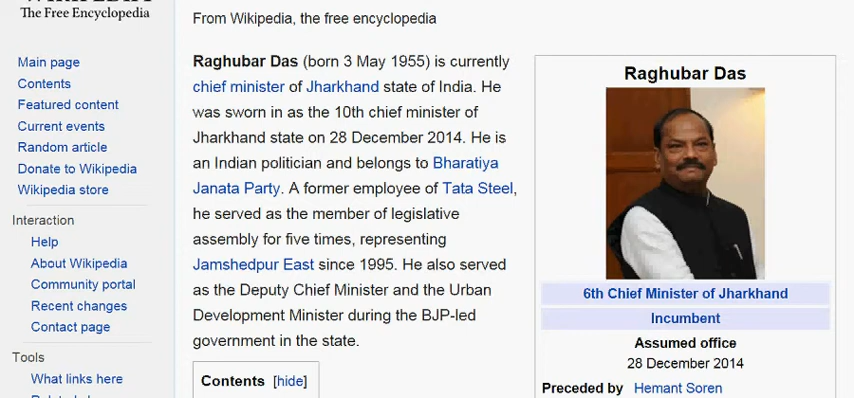 The Free Encyclopedia
Main page
Contents
Featured content
Current events
Random article
Donate to Wikipedia
Wikipedia store
Interaction
Help
About Wikipedia
Community portal
Recent changes
Contact page
Tools
What links here
From Wikipedia, the free encyclopedia
Raghubar Das (born 3 May 1955) is currently
chief minister of Jharkhand state of India. He
was sworn in as the 10th chief minister of
Jharkhand state on 28 December 2014. He is
an Indian politician and belongs to Bharatiya
Janata Party. A former employee of Tata Steel,
he served as the member of legislative
assembly for five times, representing
Jamshedpur East since 1995. He also served
as the Deputy Chief Minister and the Urban
Development Minister during the BJP-led
government in the state.
Contents [hide]
Raghubar Das
6th Chief Minister of Jharkhand
Incumbent
Assumed office
28 December 2014
Preceded by Hemant Soren